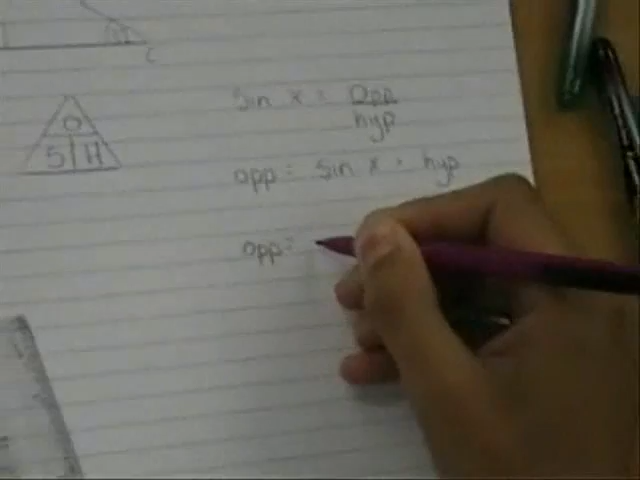 C
O
S H
Sin x = Opp
hyp
opp = sin x · hyp
opp =